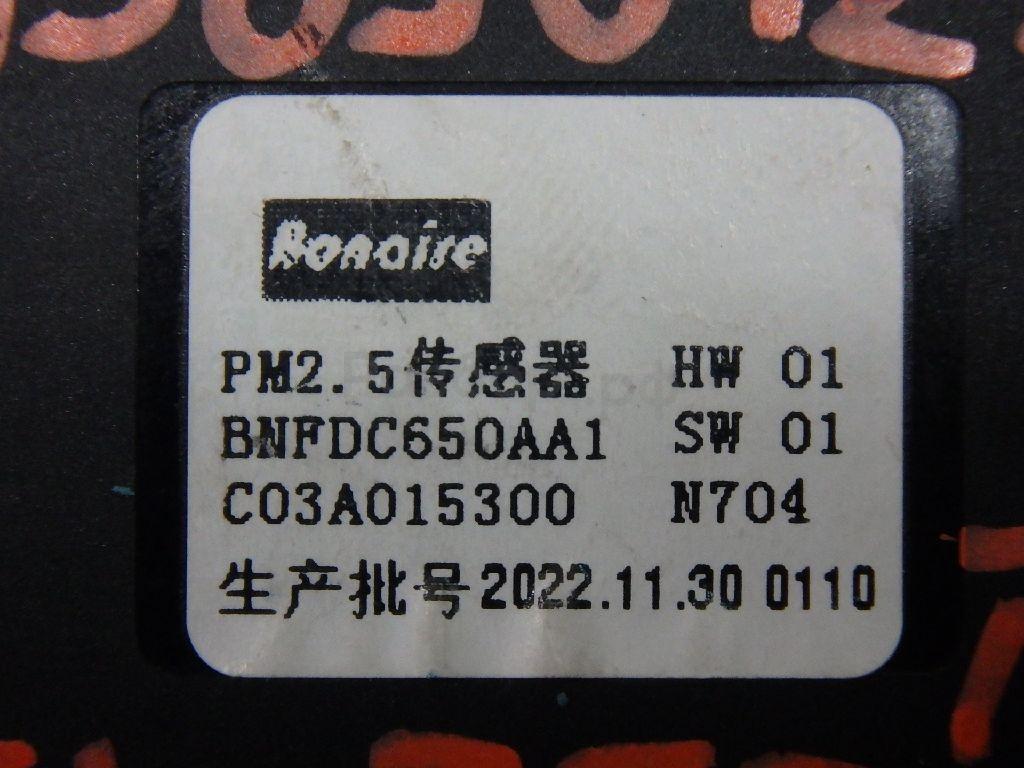 Bonaire
PM2.5传感器 HW 01
BNFDC650AA1 SW 01
C03A015300 N704
生产批号2022.11.30 0110